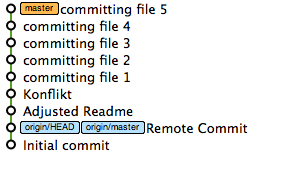 master committing file 5
committing file 4
committing file 3
committing file 2
committing file 1
Konflikt
Adjusted Readme
origin/HEAD origin/master Remote Commit
Initial commit